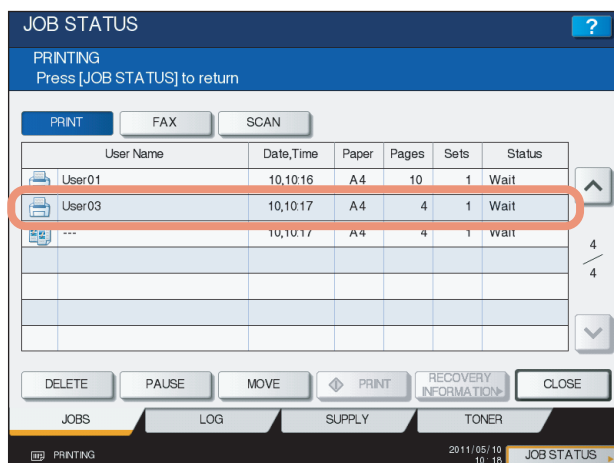 JOB STATUS
?
PRINTING
Press [JOB STATUS] to return
PRINT FAX SCAN
User Name Date,Time Paper Pages Sets Status
User01 10,10:16 A4 10 1 Wait
User03 10,10:17 A4 4 1 Wait
--- 10,10:17 A4 4 1 Wait
4
4
DELETE PAUSE MOVE PRINT RECOVERY INFORMATION CLOSE
JOBS LOG SUPPLY TONER
PRINTING 2011/05/10
10:18 JOB STATUS